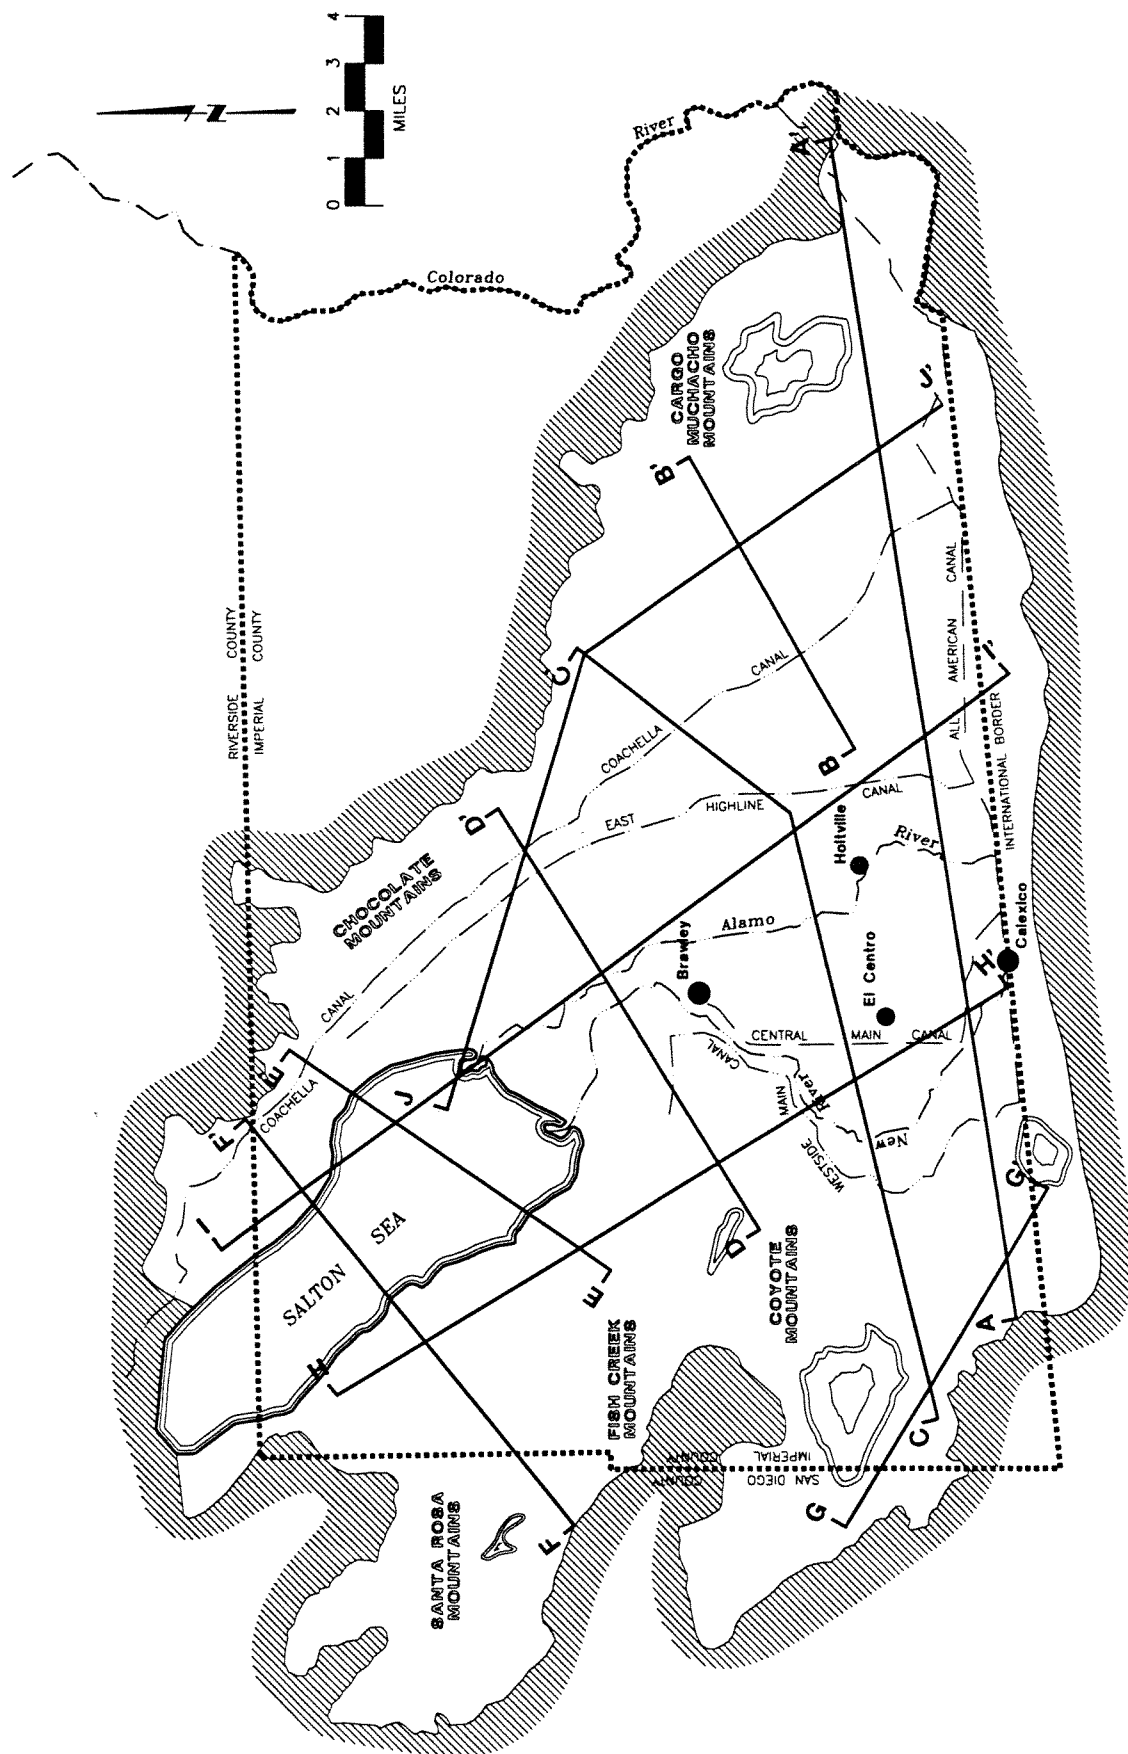 0 1 2 3 4
MILES
N
River
Colorado
RIVERSIDE COUNTY
IMPERIAL COUNTY
CARGO
MUCHACHO
MOUNTAINS
CHOCOLATE
MOUNTAINS
COACHELLA CANAL
COACHELLA CANAL
EAST HIGHLINE CANAL
ALL AMERICAN CANAL
INTERNATIONAL BORDER
Alamo River
Holtville
Brawley
El Centro
Calexico
CENTRAL MAIN CANAL
WESTSIDE MAIN CANAL
New River
SALTON SEA
SANTA ROSA
MOUNTAINS
FISH CREEK
MOUNTAINS
COYOTE
MOUNTAINS
SAN DIEGO COUNTY
IMPERIAL COUNTY
A
A'
B
B'
C
C'
D
D'
E
E'
F
F'
G
G'
H
H'
I
I'
J
J'